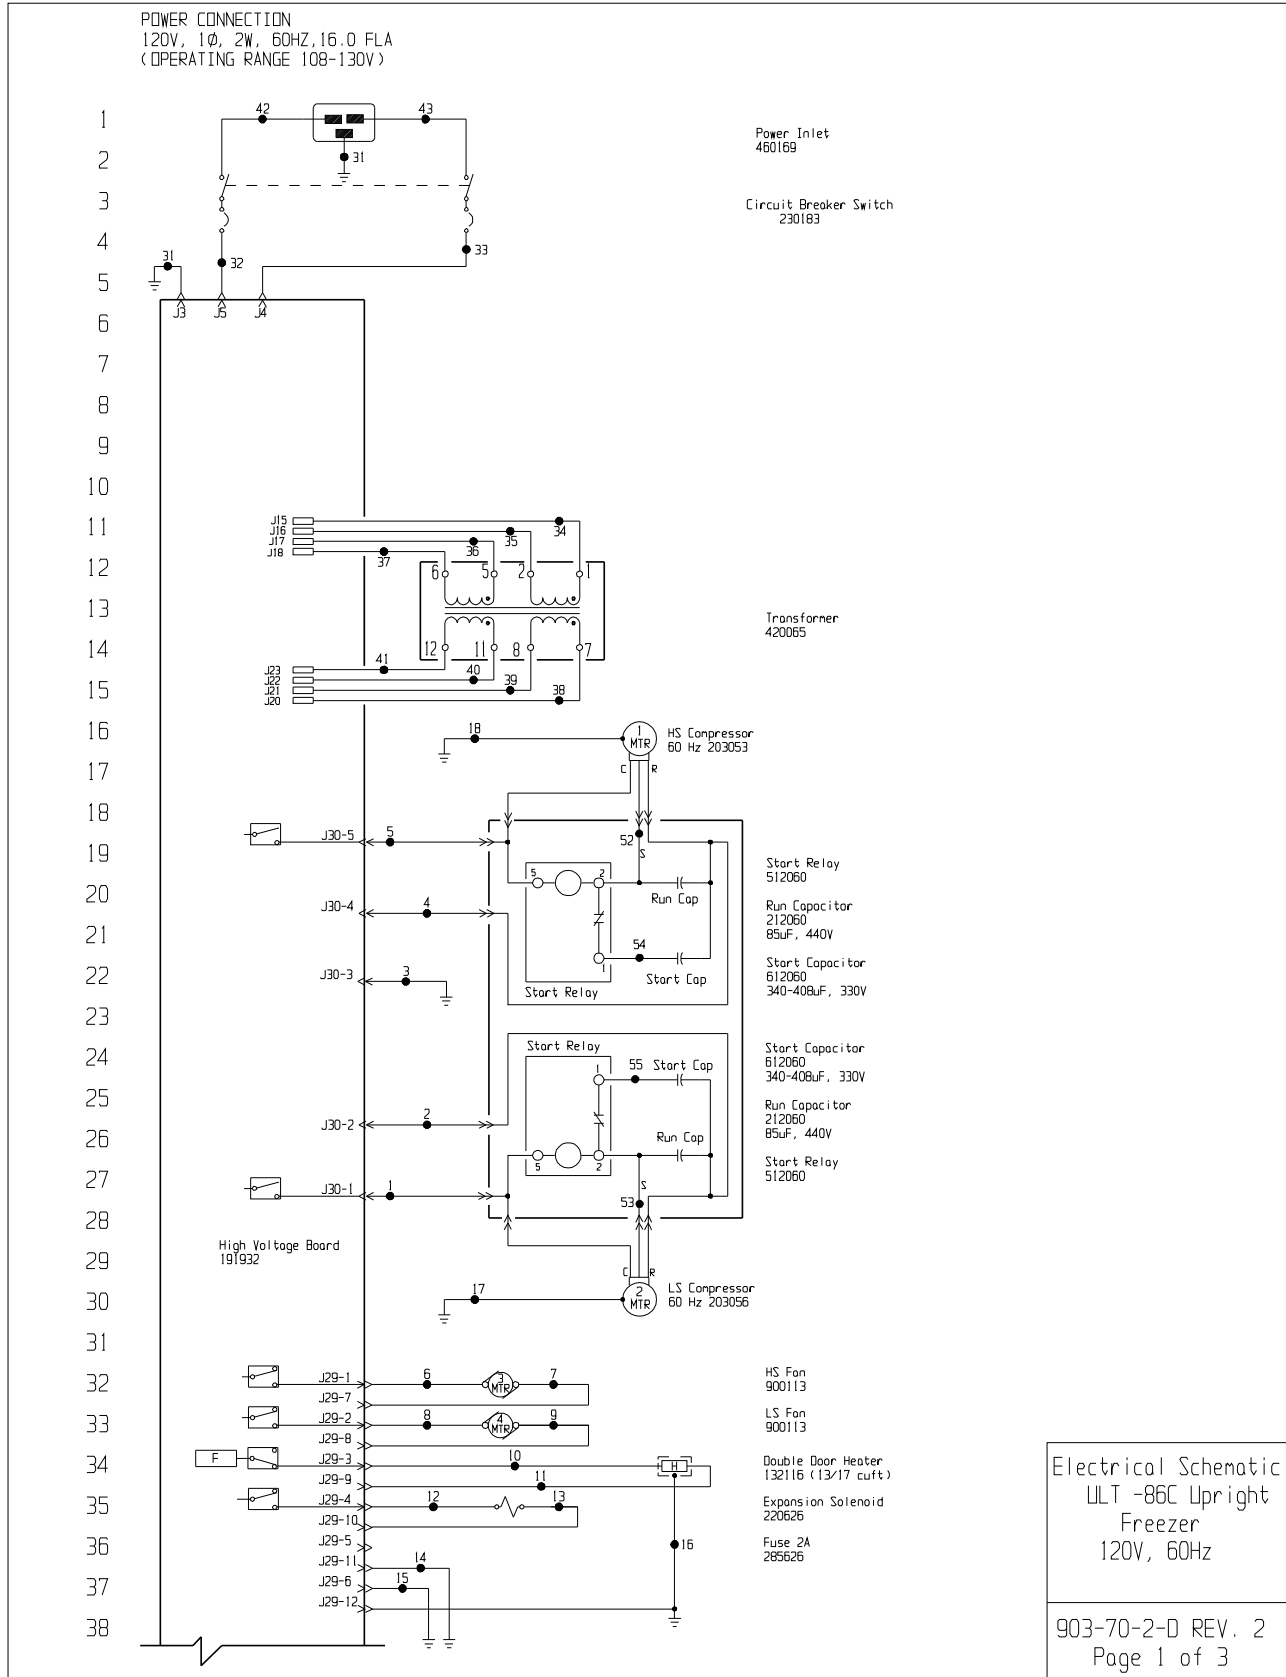 POWER CONNECTION
120V, 1Ø, 2W, 60HZ,16.0 FLA
(OPERATING RANGE 108-130V)
1
42
43
Power Inlet
460169
2
31
3
Circuit Breaker Switch
230183
4
31
32
33
5
J3
J5
J4
6
7
8
9
10
11
J15
J16
J17
J18
34
35
36
37
12
6
5
2
1
13
Transformer
420065
14
12
11
8
7
41
40
39
38
J23
J22
J21
J20
15
16
18
1
MTR
HS Compressor
60 Hz 203053
17
C
R
18
J30-5
5
52
S
19
Start Relay
512060
5
2
20
Run Cap
Run Capacitor
212060
85uF, 440V
J30-4
4
21
54
1
Start Capacitor
612060
340-408uF, 330V
22
J30-3
3
Start Cap
Start Relay
23
24
Start Relay
Start Capacitor
612060
340-408uF, 330V
1
55
Start Cap
25
Run Capacitor
212060
85uF, 440V
J30-2
2
26
Run Cap
5
2
27
Start Relay
512060
J30-1
1
S
53
28
High Voltage Board
191932
29
C
R
30
17
2
MTR
LS Compressor
60 Hz 203056
31
32
J29-1
6
3
MTR
7
HS Fan
900113
J29-7
33
J29-2
8
4
MTR
9
LS Fan
900113
J29-8
34
F
J29-3
10
H
Double Door Heater
132116 (13/17 cuft)
J29-9
11
35
J29-4
12
13
Expansion Solenoid
220626
J29-10
36
J29-5
16
Fuse 2A
285626
J29-11
14
37
J29-6
15
J29-12
38
Electrical Schematic
ULT -86C Upright
Freezer
120V, 60Hz
903-70-2-D REV. 2
Page 1 of 3